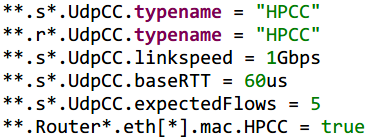 **.s*.UdpCC.typename = "HPCC"
**.r*.UdpCC.typename = "HPCC"
**.s*.UdpCC.linkspeed = 1Gbps
**.s*.UdpCC.baseRTT = 60us
**.s*.UdpCC.expectedFlows = 5
**.Router*.eth[*].mac.HPCC = true